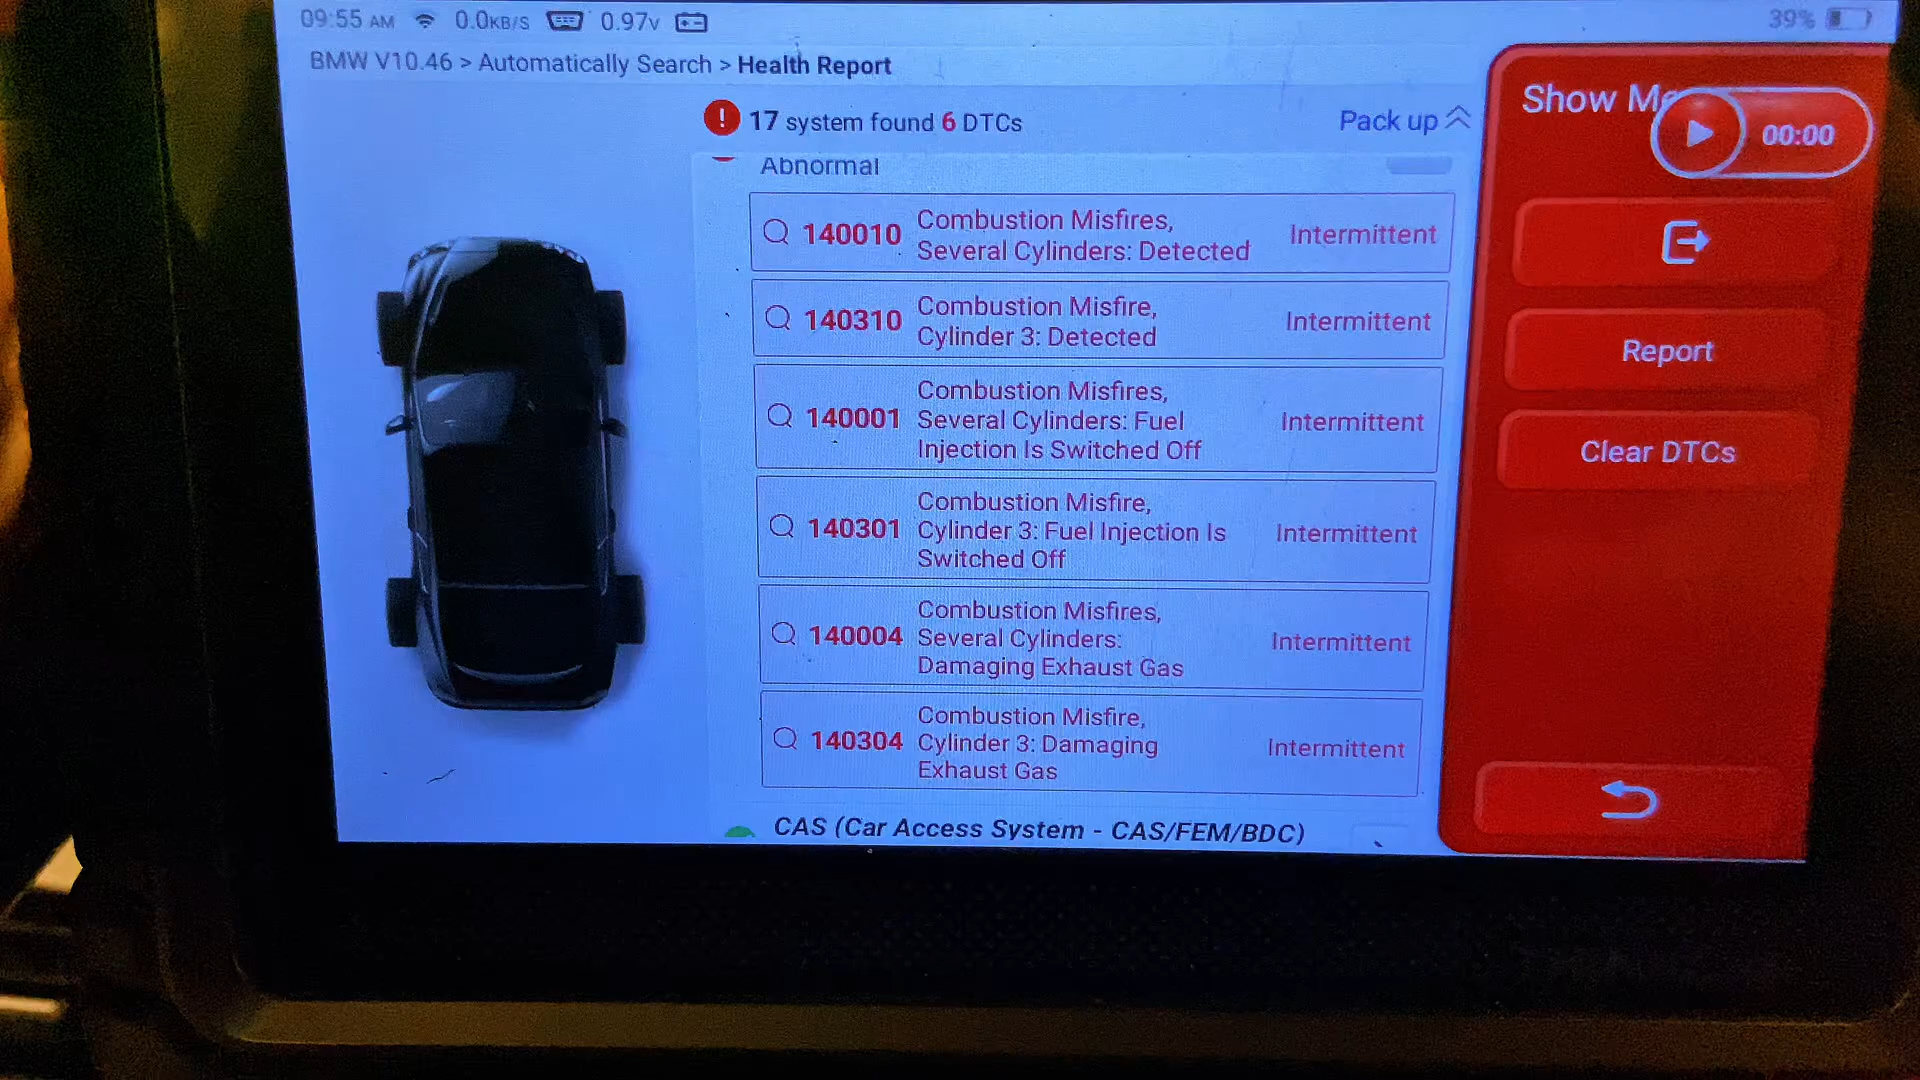 09:55 AM 0.0KB/S 0.97V 39%
BMW V10.46 > Automatically Search > Health Report
17 system found 6 DTCs Pack up
Abnormal
140010 Combustion Misfires, Several Cylinders: Detected Intermittent
140310 Combustion Misfire, Cylinder 3: Detected Intermittent
140001 Combustion Misfires, Several Cylinders: Fuel Injection Is Switched Off Intermittent
140301 Combustion Misfire, Cylinder 3: Fuel Injection Is Switched Off Intermittent
140004 Combustion Misfires, Several Cylinders: Damaging Exhaust Gas Intermittent
140304 Combustion Misfire, Cylinder 3: Damaging Exhaust Gas Intermittent
CAS (Car Access System - CAS/FEM/BDC)
Show
00:00
Report
Clear DTCs